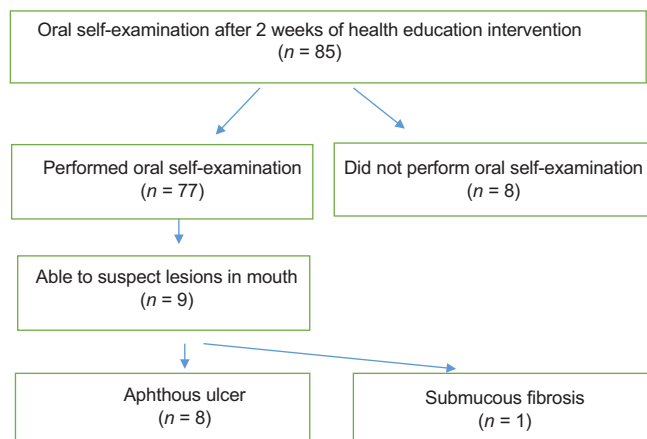 Oral self-examination after 2 weeks of health education intervention
(n = 85)
Performed oral self-examination
(n = 77)
Did not perform oral self-examination
(n = 8)
Able to suspect lesions in mouth
(n = 9)
Aphthous ulcer
(n = 8)
Submucous fibrosis
(n = 1)